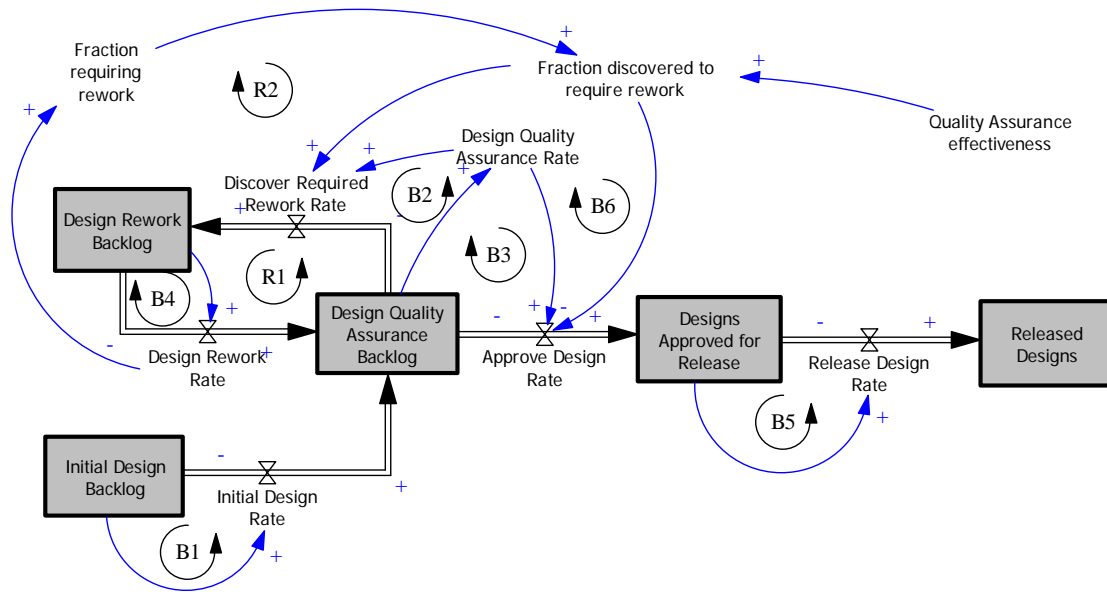 Fraction
requiring
rework
R2
+
Fraction discovered to
require rework
+
Quality Assurance
effectiveness
+
+
Design Quality
Assurance Rate
+
+
Discover Required
Rework Rate
B2
B6
Design Rework
Backlog
+
-
B3
R1
B4
+
Design Quality
Assurance
Backlog
-
+
-
+
Approve Design
Rate
Designs
Approved for
Release
-
+
Release Design
Rate
Released
Designs
-
Design Rework
Rate
+
B5
+
Initial Design
Backlog
-
+
Initial Design
Rate
B1
+